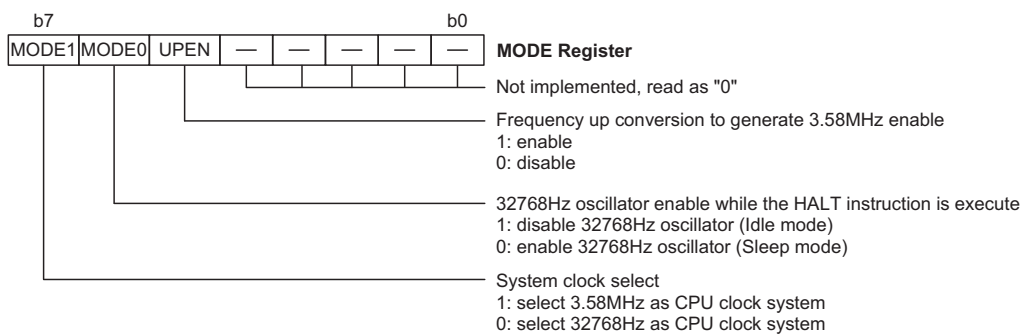 b7 b0
MODE1 MODE0 UPEN — — — — — MODE Register
Not implemented, read as "0"
Frequency up conversion to generate 3.58MHz enable
1: enable
0: disable
32768Hz oscillator enable while the HALT instruction is execute
1: disable 32768Hz oscillator (Idle mode)
0: enable 32768Hz oscillator (Sleep mode)
System clock select
1: select 3.58MHz as CPU clock system
0: select 32768Hz as CPU clock system